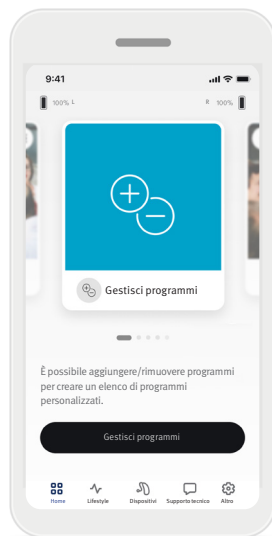 9:41
100% L
R 100%
Gestisci programmi
È possibile aggiungere/rimuovere programmi
per creare un elenco di programmi
personalizzati.
Gestisci programmi
Home Lifestyle Dispositivi Supporto tecnico Altro